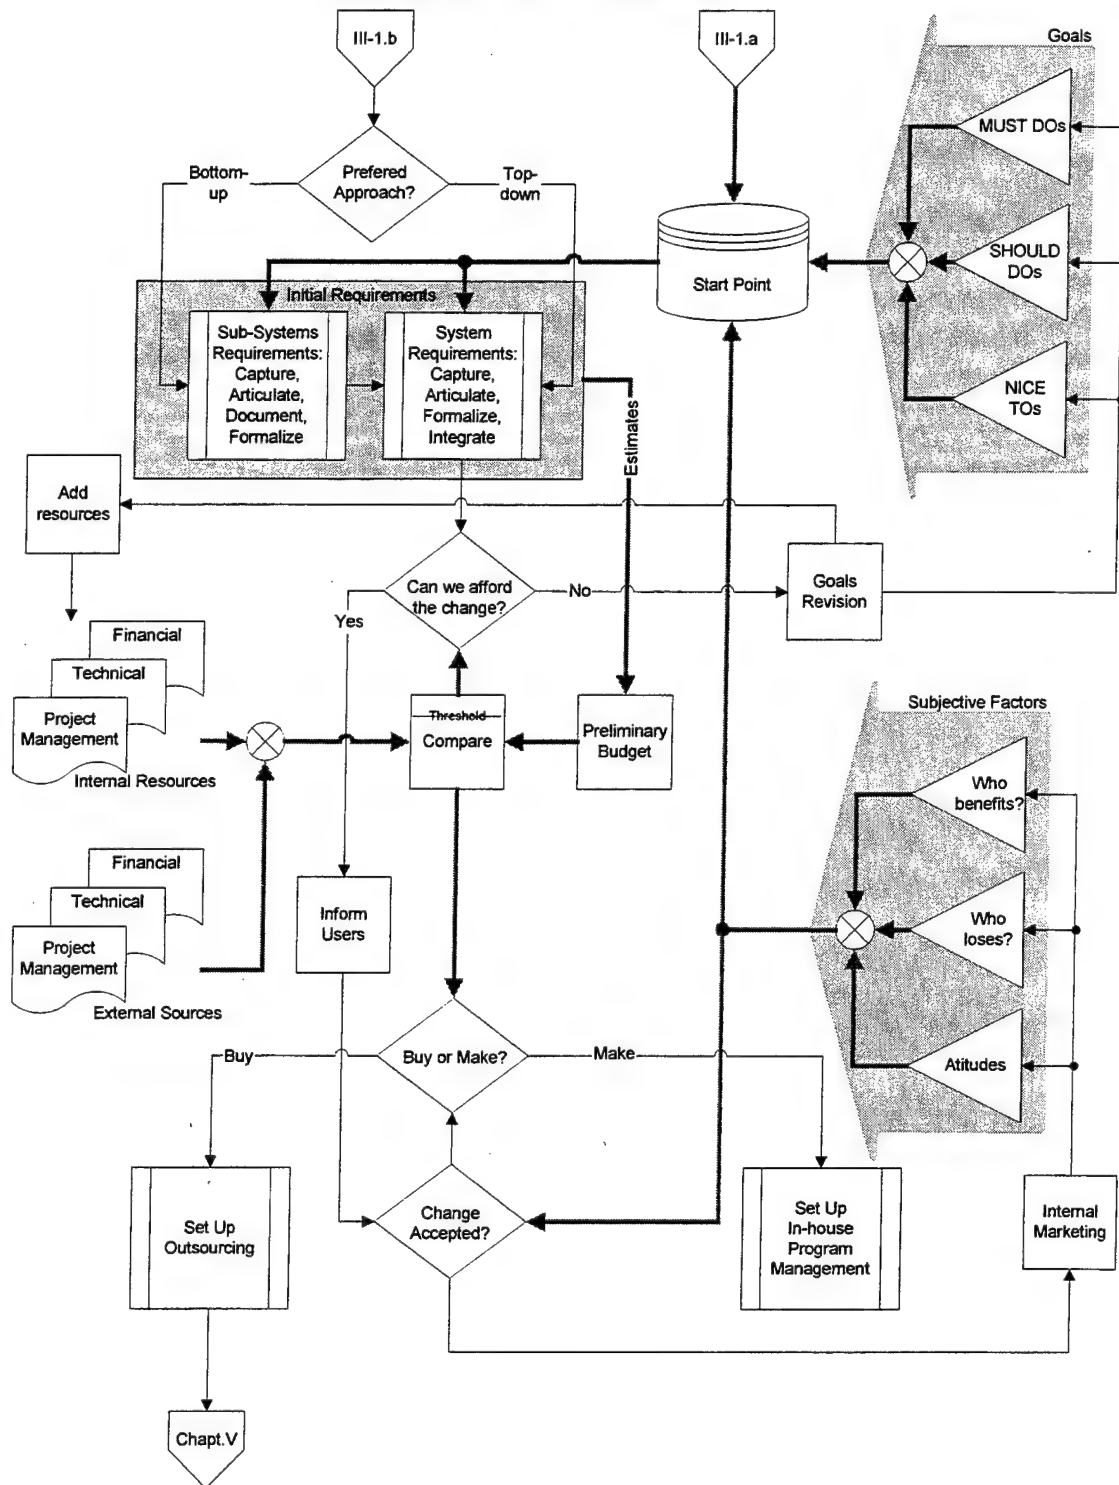 III-1.b
III-1.a
Goals
MUST DOs
SHOULD
DOs
NICE
TOs
Prefered
Approach?
Bottom-
up
Top-
down
Start Point
Initial Requirements
Sub-Systems
Requirements:
Capture,
Articulate,
Document,
Formalize
System
Requirements:
Capture,
Articulate,
Formalize,
Integrate
Estimates
Add
resources
Can we afford
the change?
No
Yes
Goals
Revision
Financial
Technical
Project
Management
Internal Resources
Threshold
Compare
Preliminary
Budget
Subjective Factors
Who
benefits?
Who
loses?
Atitudes
Financial
Technical
Project
Management
External Sources
Inform
Users
Buy
Buy or Make?
Make
Set Up
Outsourcing
Change
Accepted?
Set Up
In-house
Program
Management
Internal
Marketing
Chapt.V